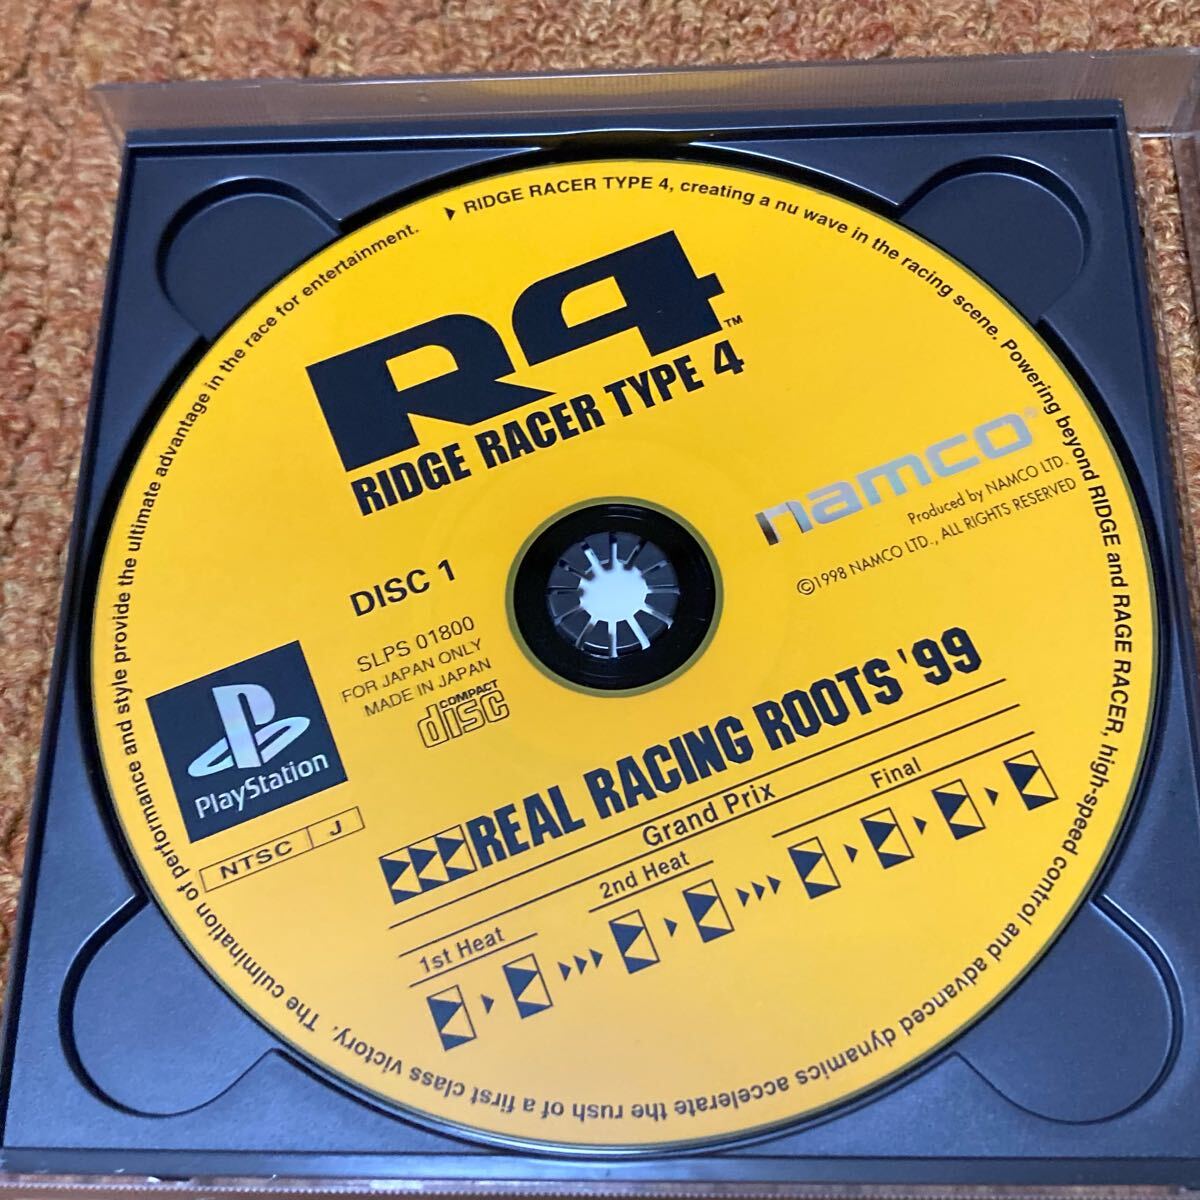 ▶ RIDGE RACER TYPE 4, creating a nu wave in the racing scene. Powering beyond RIDGE and RAGE RACER, high-speed control and advanced dynamics accelerate the rush of a first class victory. The culmination of performance and style provide the ultimate advantage in the race for entertainment.
R4™
RIDGE RACER TYPE 4
namco®
Produced by NAMCO LTD.
©1998 NAMCO LTD., ALL RIGHTS RESERVED
DISC 1
SLPS 01800
FOR JAPAN ONLY
MADE IN JAPAN
COMPACT
disc
PlayStation
NTSC J
REAL RACING ROOTS '99
Grand Prix
1st Heat
2nd Heat
Final